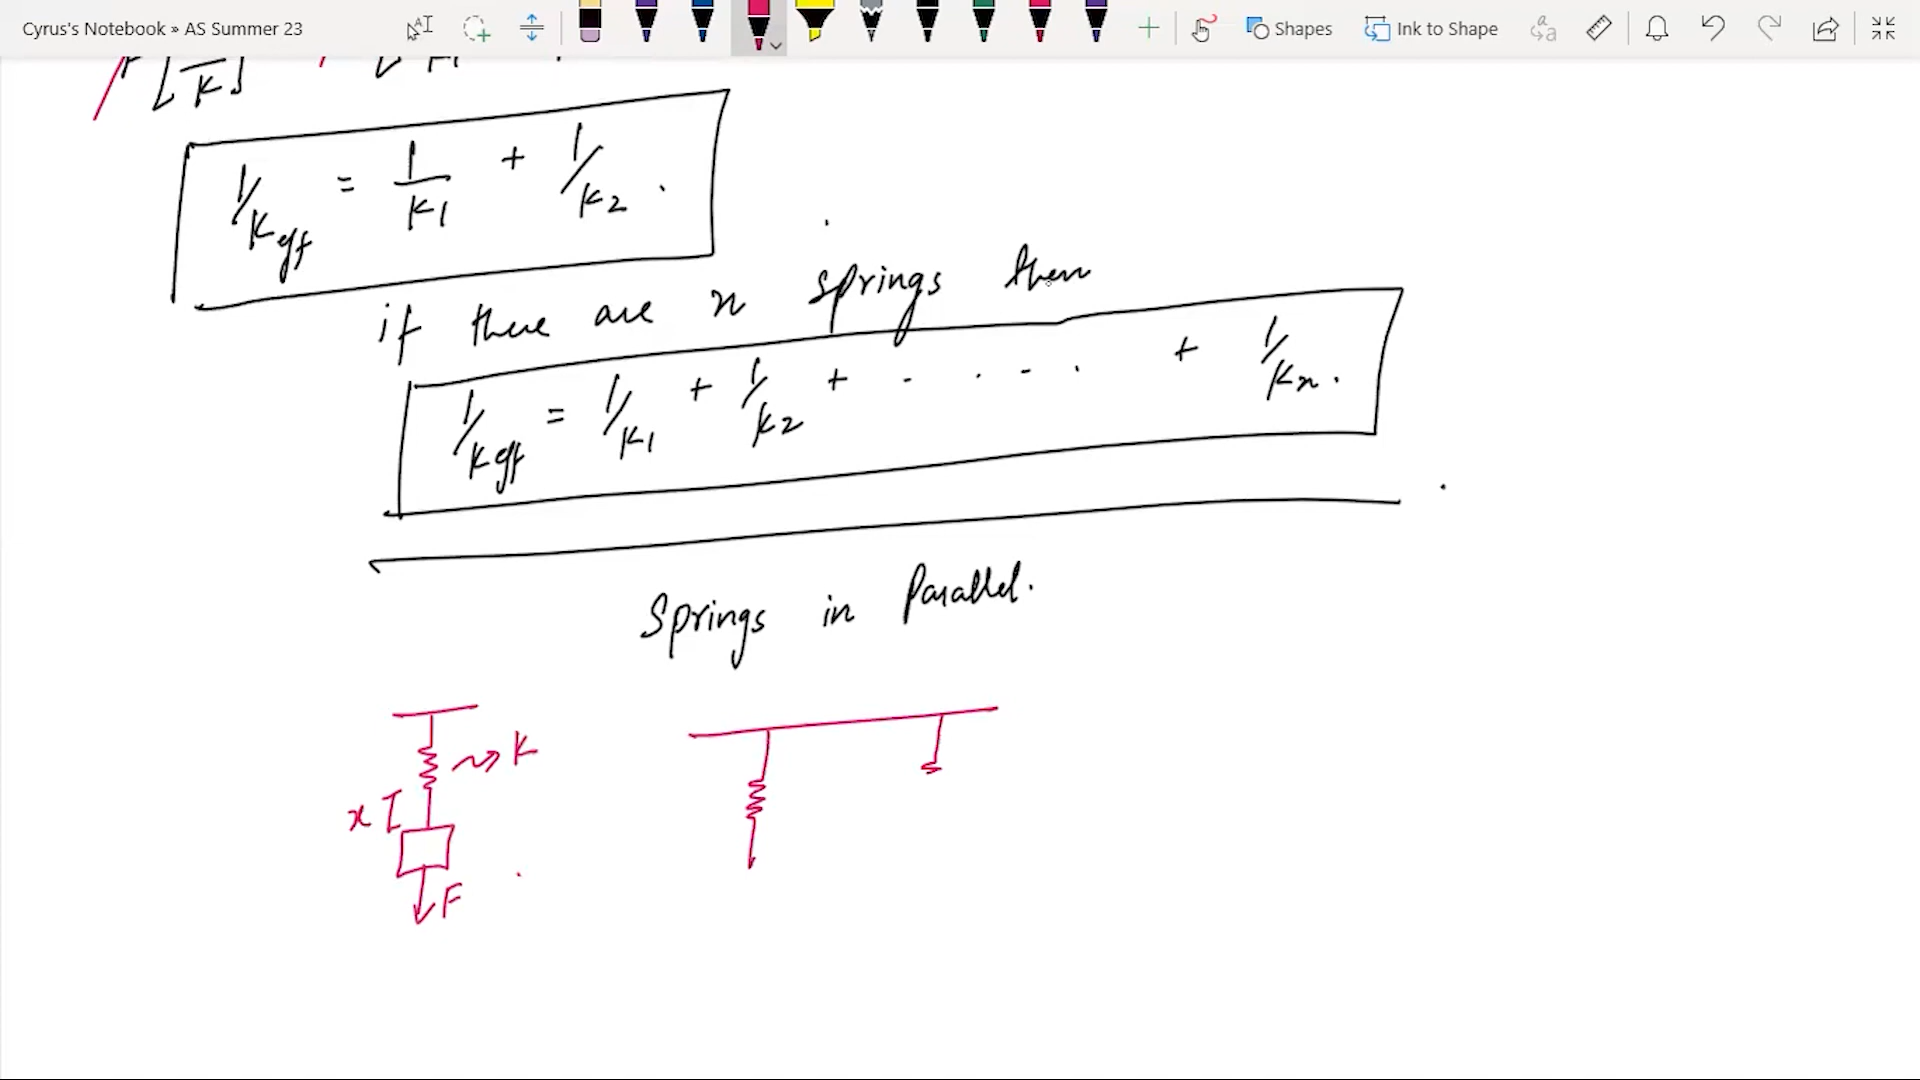 Cyrus's Notebook » AS Summer 23
Shapes
Ink to Shape
1/Keff = 1/K1 + 1/K2.
if there are n springs then
1/Keff = 1/K1 + 1/K2 + - . - . + 1/Kn.
Springs in Parallel.
K
x
F